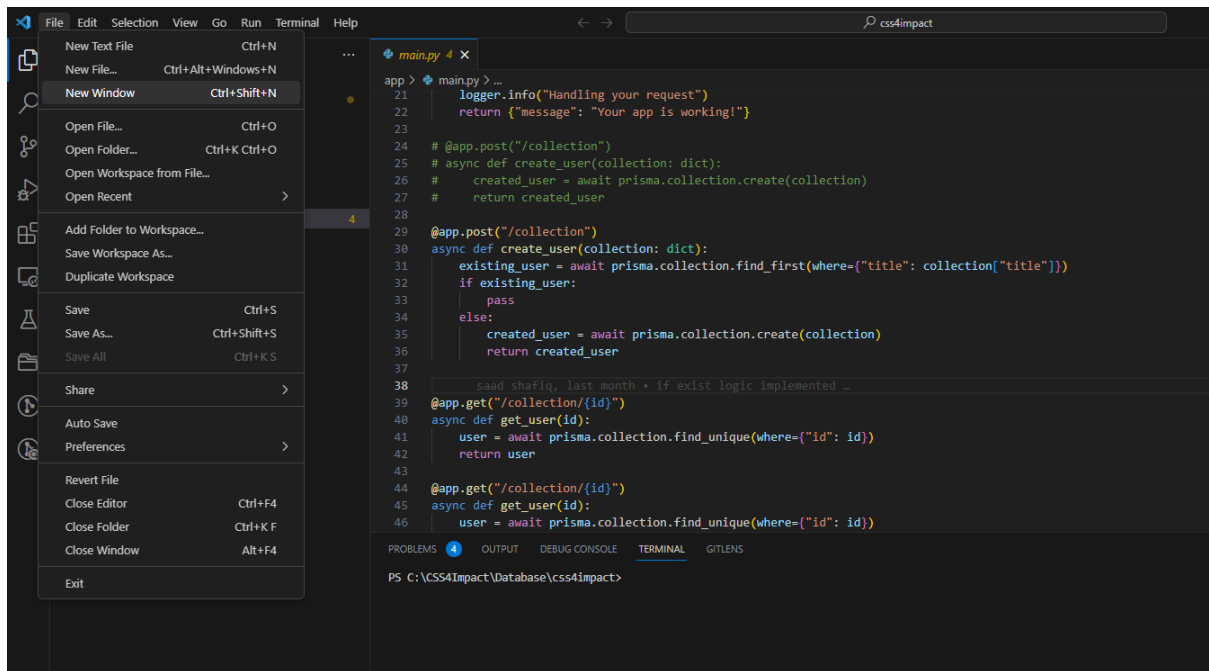 File Edit Selection View Go Run Terminal Help
css4impact
New Text File Ctrl+N
New File... Ctrl+Alt+Windows+N
New Window Ctrl+Shift+N
Open File... Ctrl+O
Open Folder... Ctrl+K Ctrl+O
Open Workspace from File...
Open Recent
Add Folder to Workspace...
Save Workspace As...
Duplicate Workspace
Save Ctrl+S
Save As... Ctrl+Shift+S
Save All Ctrl+K S
Share
Auto Save
Preferences
Revert File
Close Editor Ctrl+F4
Close Folder Ctrl+K F
Close Window Alt+F4
Exit
...
4
main.py 4
app > main.py > ...
21 logger.info("Handling your request")
22 return {"message": "Your app is working!"}
23
24 # @app.post("/collection")
25 # async def create_user(collection: dict):
26 #     created_user = await prisma.collection.create(collection)
27 #     return created_user
28
29 @app.post("/collection")
30 async def create_user(collection: dict):
31     existing_user = await prisma.collection.find_first(where={"title": collection["title"]})
32     if existing_user:
33         pass
34     else:
35         created_user = await prisma.collection.create(collection)
36         return created_user
37
38 saad shafiq, last month • if exist logic implemented …
39 @app.get("/collection/{id}")
40 async def get_user(id):
41     user = await prisma.collection.find_unique(where={"id": id})
42     return user
43
44 @app.get("/collection/{id}")
45 async def get_user(id):
46     user = await prisma.collection.find_unique(where={"id": id})
PROBLEMS 4 OUTPUT DEBUG CONSOLE TERMINAL GITLENS
PS C:\CSS4Impact\Database\css4impact>